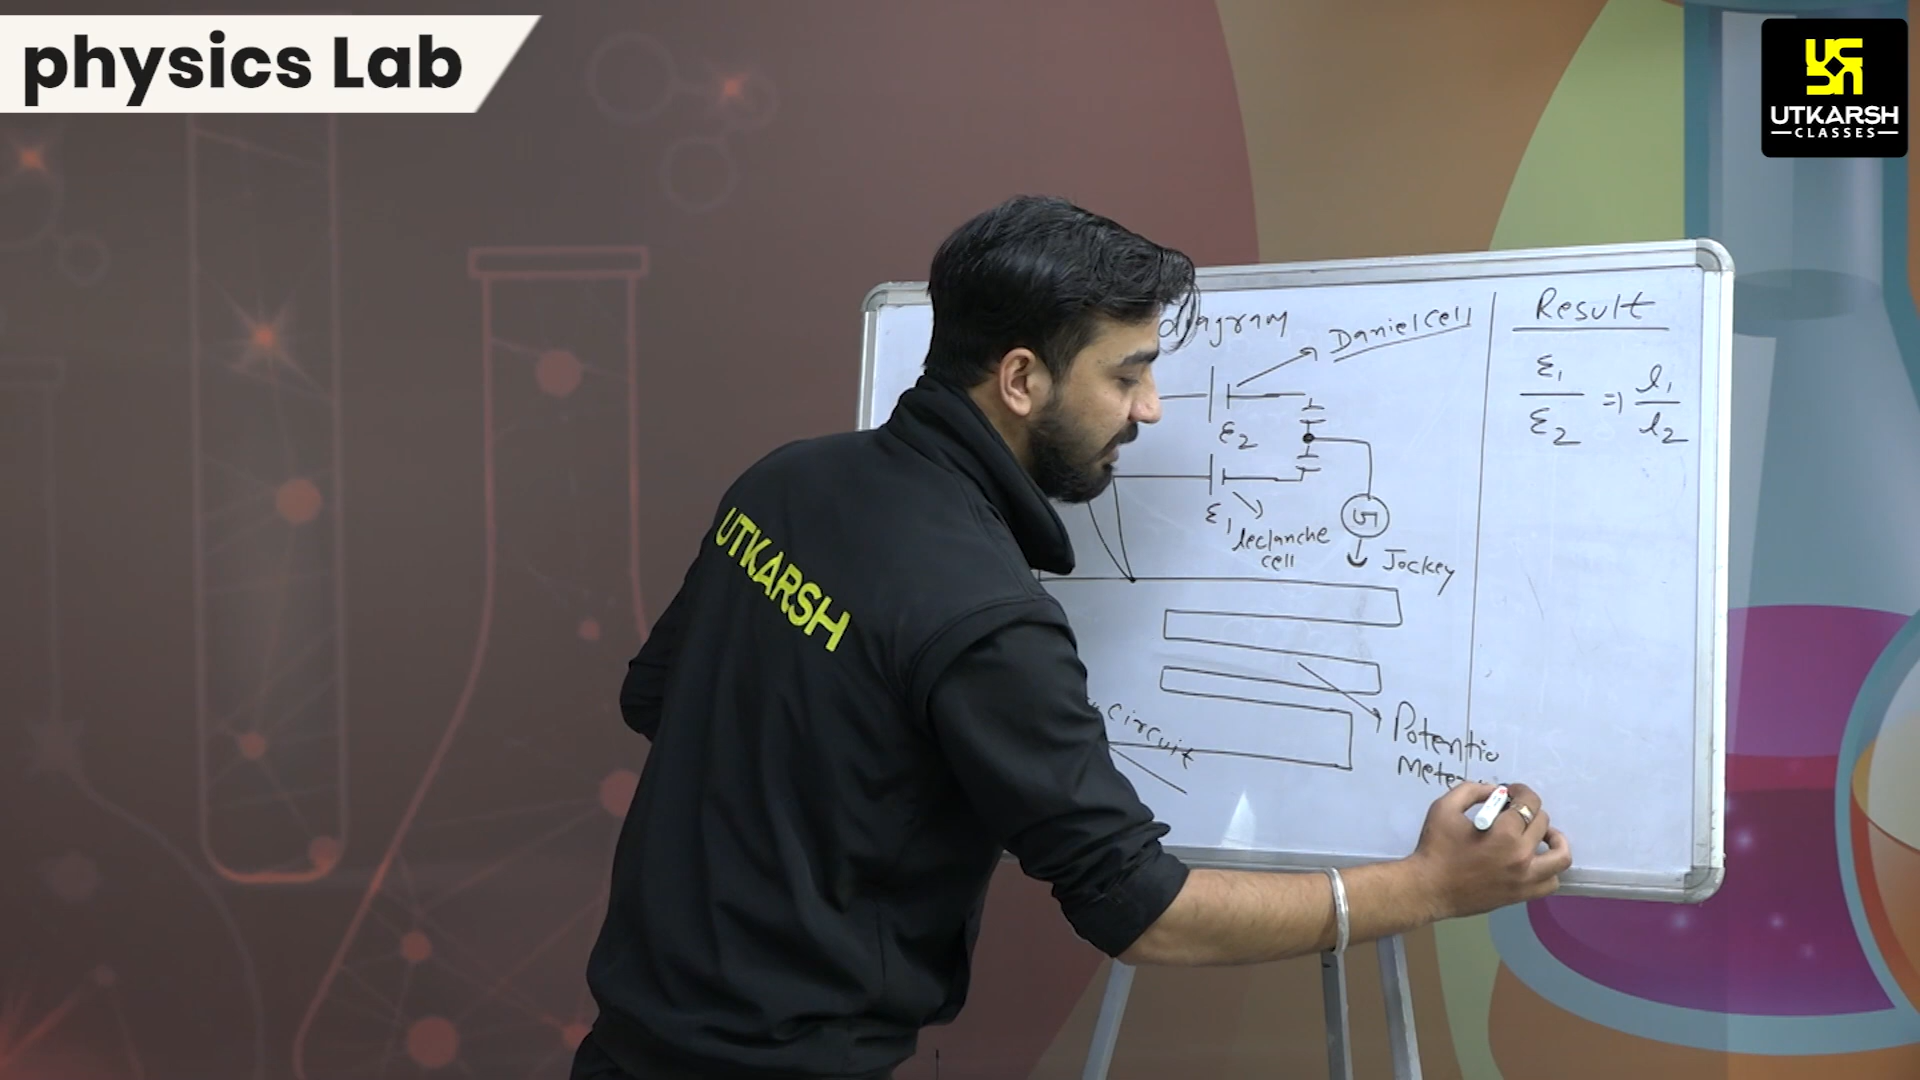 physics Lab
UTKARSH
CLASSES
UTKARSH
diagram
Daniel Cell
ε2
ε1
leclanche
cell
Jockey
Circuit
Potentio
Mete
Result
ε1/ε2 => l1/l2